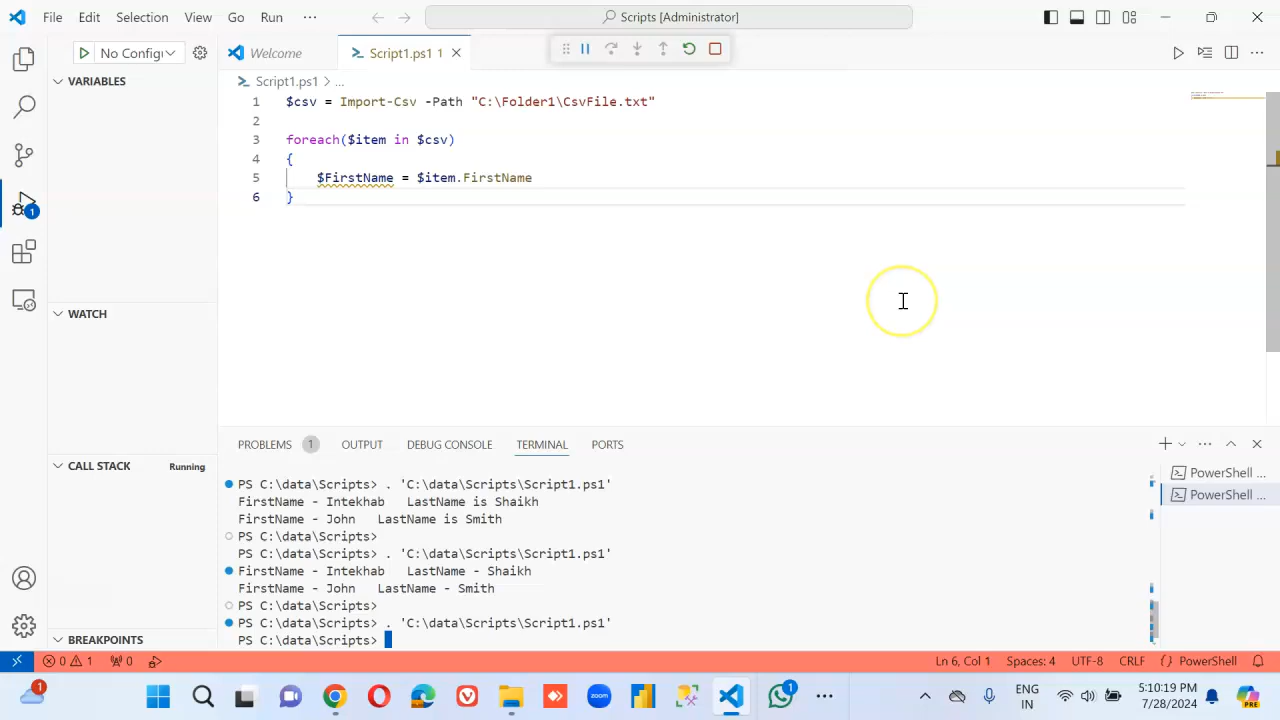 File Edit Selection View Go Run ··· Scripts [Administrator]
No Config
Welcome
Script1.ps1 1
VARIABLES
Script1.ps1 > ...
1 $csv = Import-Csv -Path "C:\Folder1\CsvFile.txt"
2
3 foreach($item in $csv)
4 {
5 $FirstName = $item.FirstName
6 }
1
WATCH
PROBLEMS 1 OUTPUT DEBUG CONSOLE TERMINAL PORTS
CALL STACK Running
PowerShell ...
PowerShell ...
PS C:\data\Scripts> . 'C:\data\Scripts\Script1.ps1'
FirstName - Intekhab LastName is Shaikh
FirstName - John LastName is Smith
PS C:\data\Scripts>
PS C:\data\Scripts> . 'C:\data\Scripts\Script1.ps1'
FirstName - Intekhab LastName - Shaikh
FirstName - John LastName - Smith
PS C:\data\Scripts>
PS C:\data\Scripts> . 'C:\data\Scripts\Script1.ps1'
PS C:\data\Scripts>
BREAKPOINTS
0 1 0 Ln 6, Col 1 Spaces: 4 UTF-8 CRLF { } PowerShell
1
zoom
1
ENG
IN
5:10:19 PM
7/28/2024
PRE